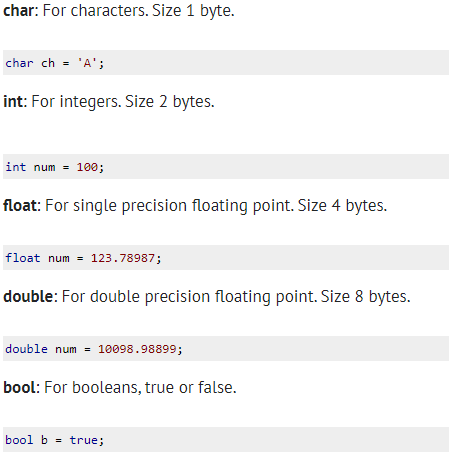 char: For characters. Size 1 byte.
char ch = 'A';
int: For integers. Size 2 bytes.
int num = 100;
float: For single precision floating point. Size 4 bytes.
float num = 123.78987;
double: For double precision floating point. Size 8 bytes.
double num = 10098.98899;
bool: For booleans, true or false.
bool b = true;